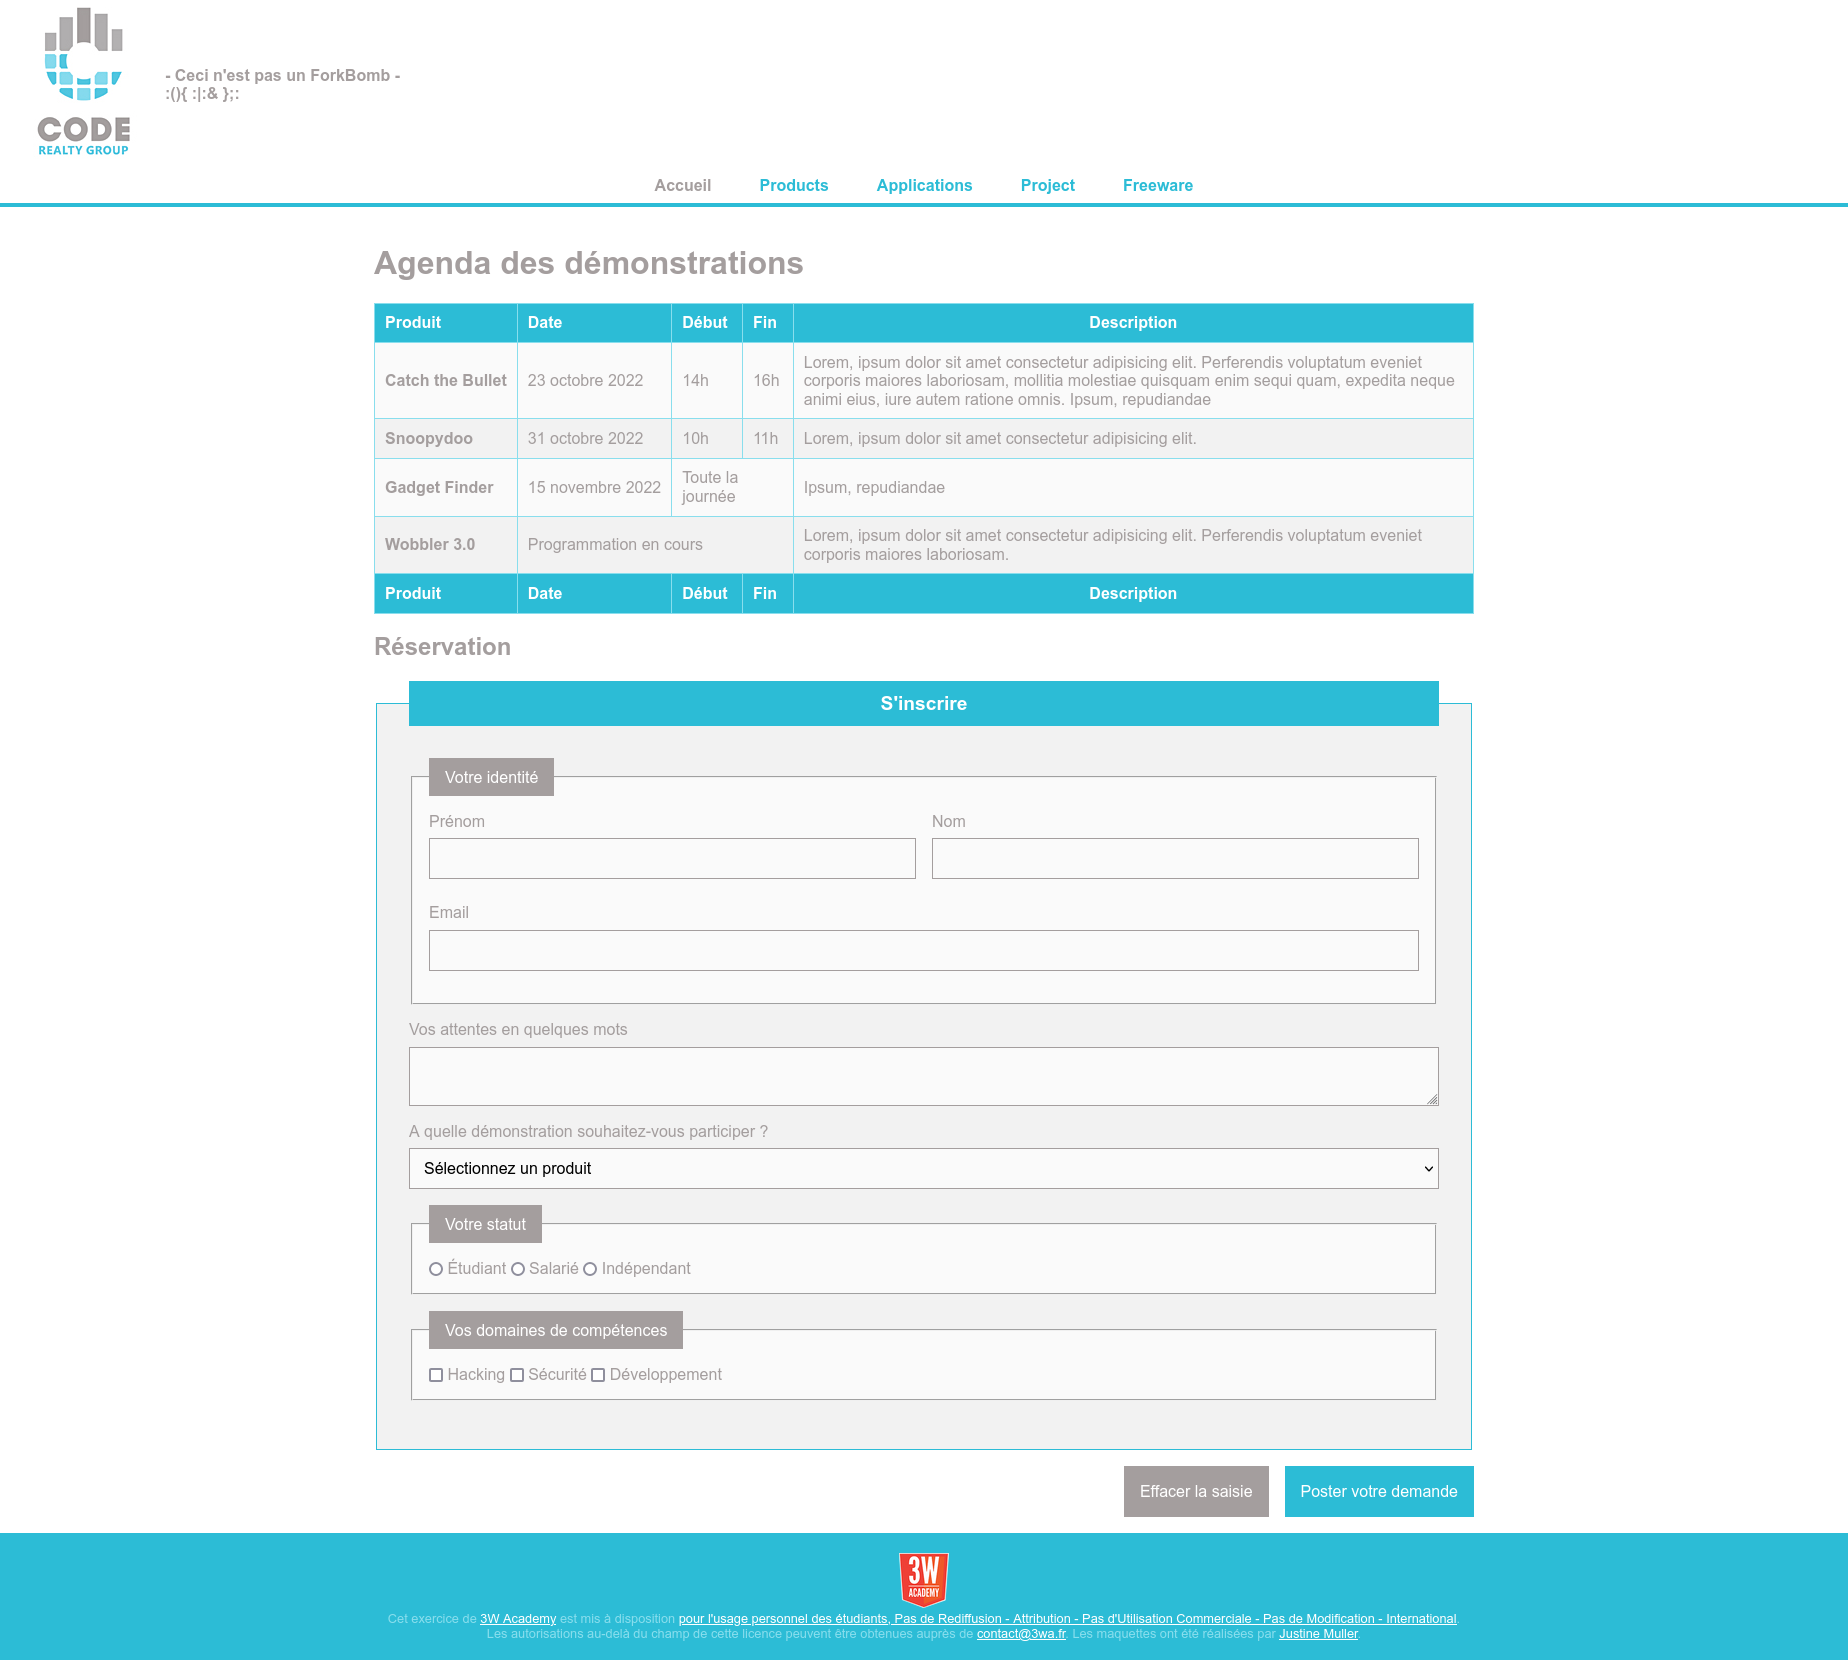 CODE
REALTY GROUP
- Ceci n'est pas un ForkBomb -
:(){ :|:& };:
Accueil Products Applications Project Freeware
Agenda des démonstrations
Produit Date Début Fin Description
Catch the Bullet 23 octobre 2022 14h 16h Lorem, ipsum dolor sit amet consectetur adipisicing elit. Perferendis voluptatum eveniet
corporis maiores laboriosam, mollitia molestiae quisquam enim sequi quam, expedita neque
animi eius, iure autem ratione omnis. Ipsum, repudiandae
Snoopydoo 31 octobre 2022 10h 11h Lorem, ipsum dolor sit amet consectetur adipisicing elit.
Gadget Finder 15 novembre 2022 Toute la
journée Ipsum, repudiandae
Wobbler 3.0 Programmation en cours Lorem, ipsum dolor sit amet consectetur adipisicing elit. Perferendis voluptatum eveniet
corporis maiores laboriosam.
Produit Date Début Fin Description
Réservation
S'inscrire
Votre identité
Prénom Nom
Email
Vos attentes en quelques mots
A quelle démonstration souhaitez-vous participer ?
Sélectionnez un produit
Votre statut
Étudiant Salarié Indépendant
Vos domaines de compétences
Hacking Sécurité Développement
Effacer la saisie Poster votre demande
3W
ACADEMY
Cet exercice de 3W Academy est mis à disposition pour l'usage personnel des étudiants, Pas de Rediffusion - Attribution - Pas d'Utilisation Commerciale - Pas de Modification - International.
Les autorisations au-delà du champ de cette licence peuvent être obtenues auprès de contact@3wa.fr. Les maquettes ont été réalisées par Justine Muller.